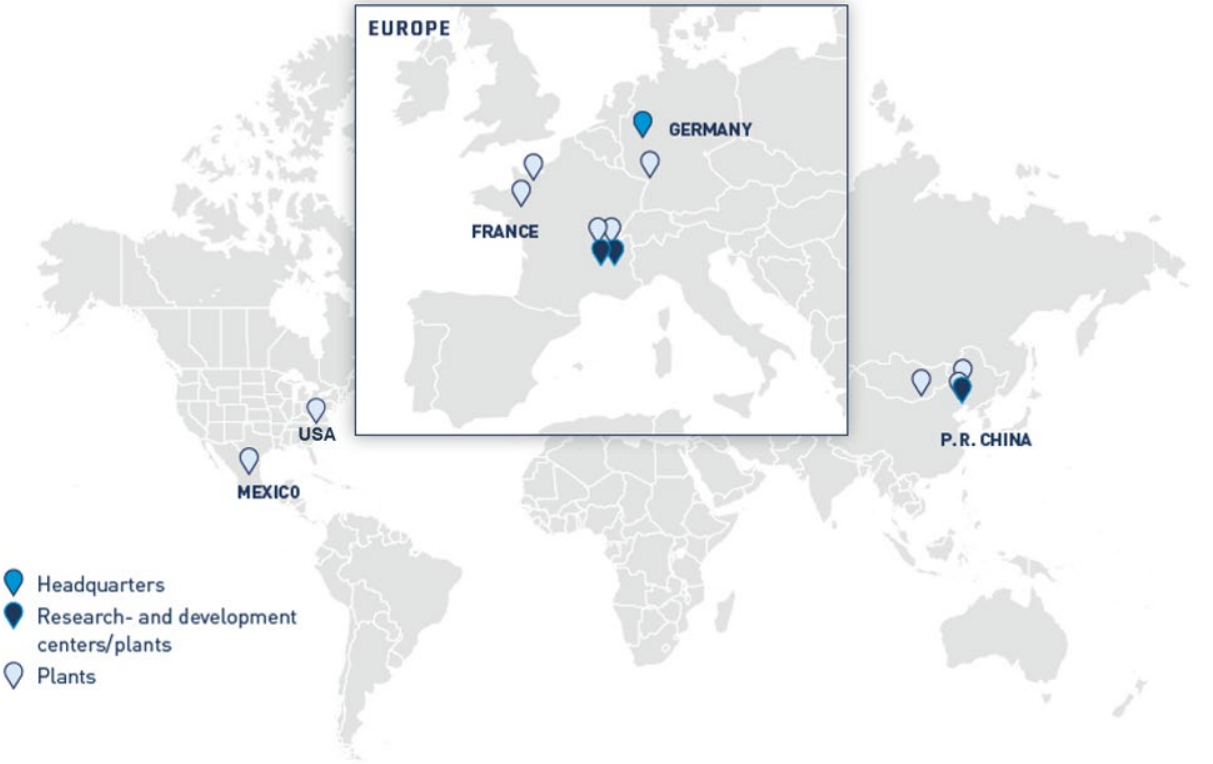 EUROPE
GERMANY
FRANCE
USA
MEXICO
P.R. CHINA
Headquarters
Research- and development
centers/plants
Plants